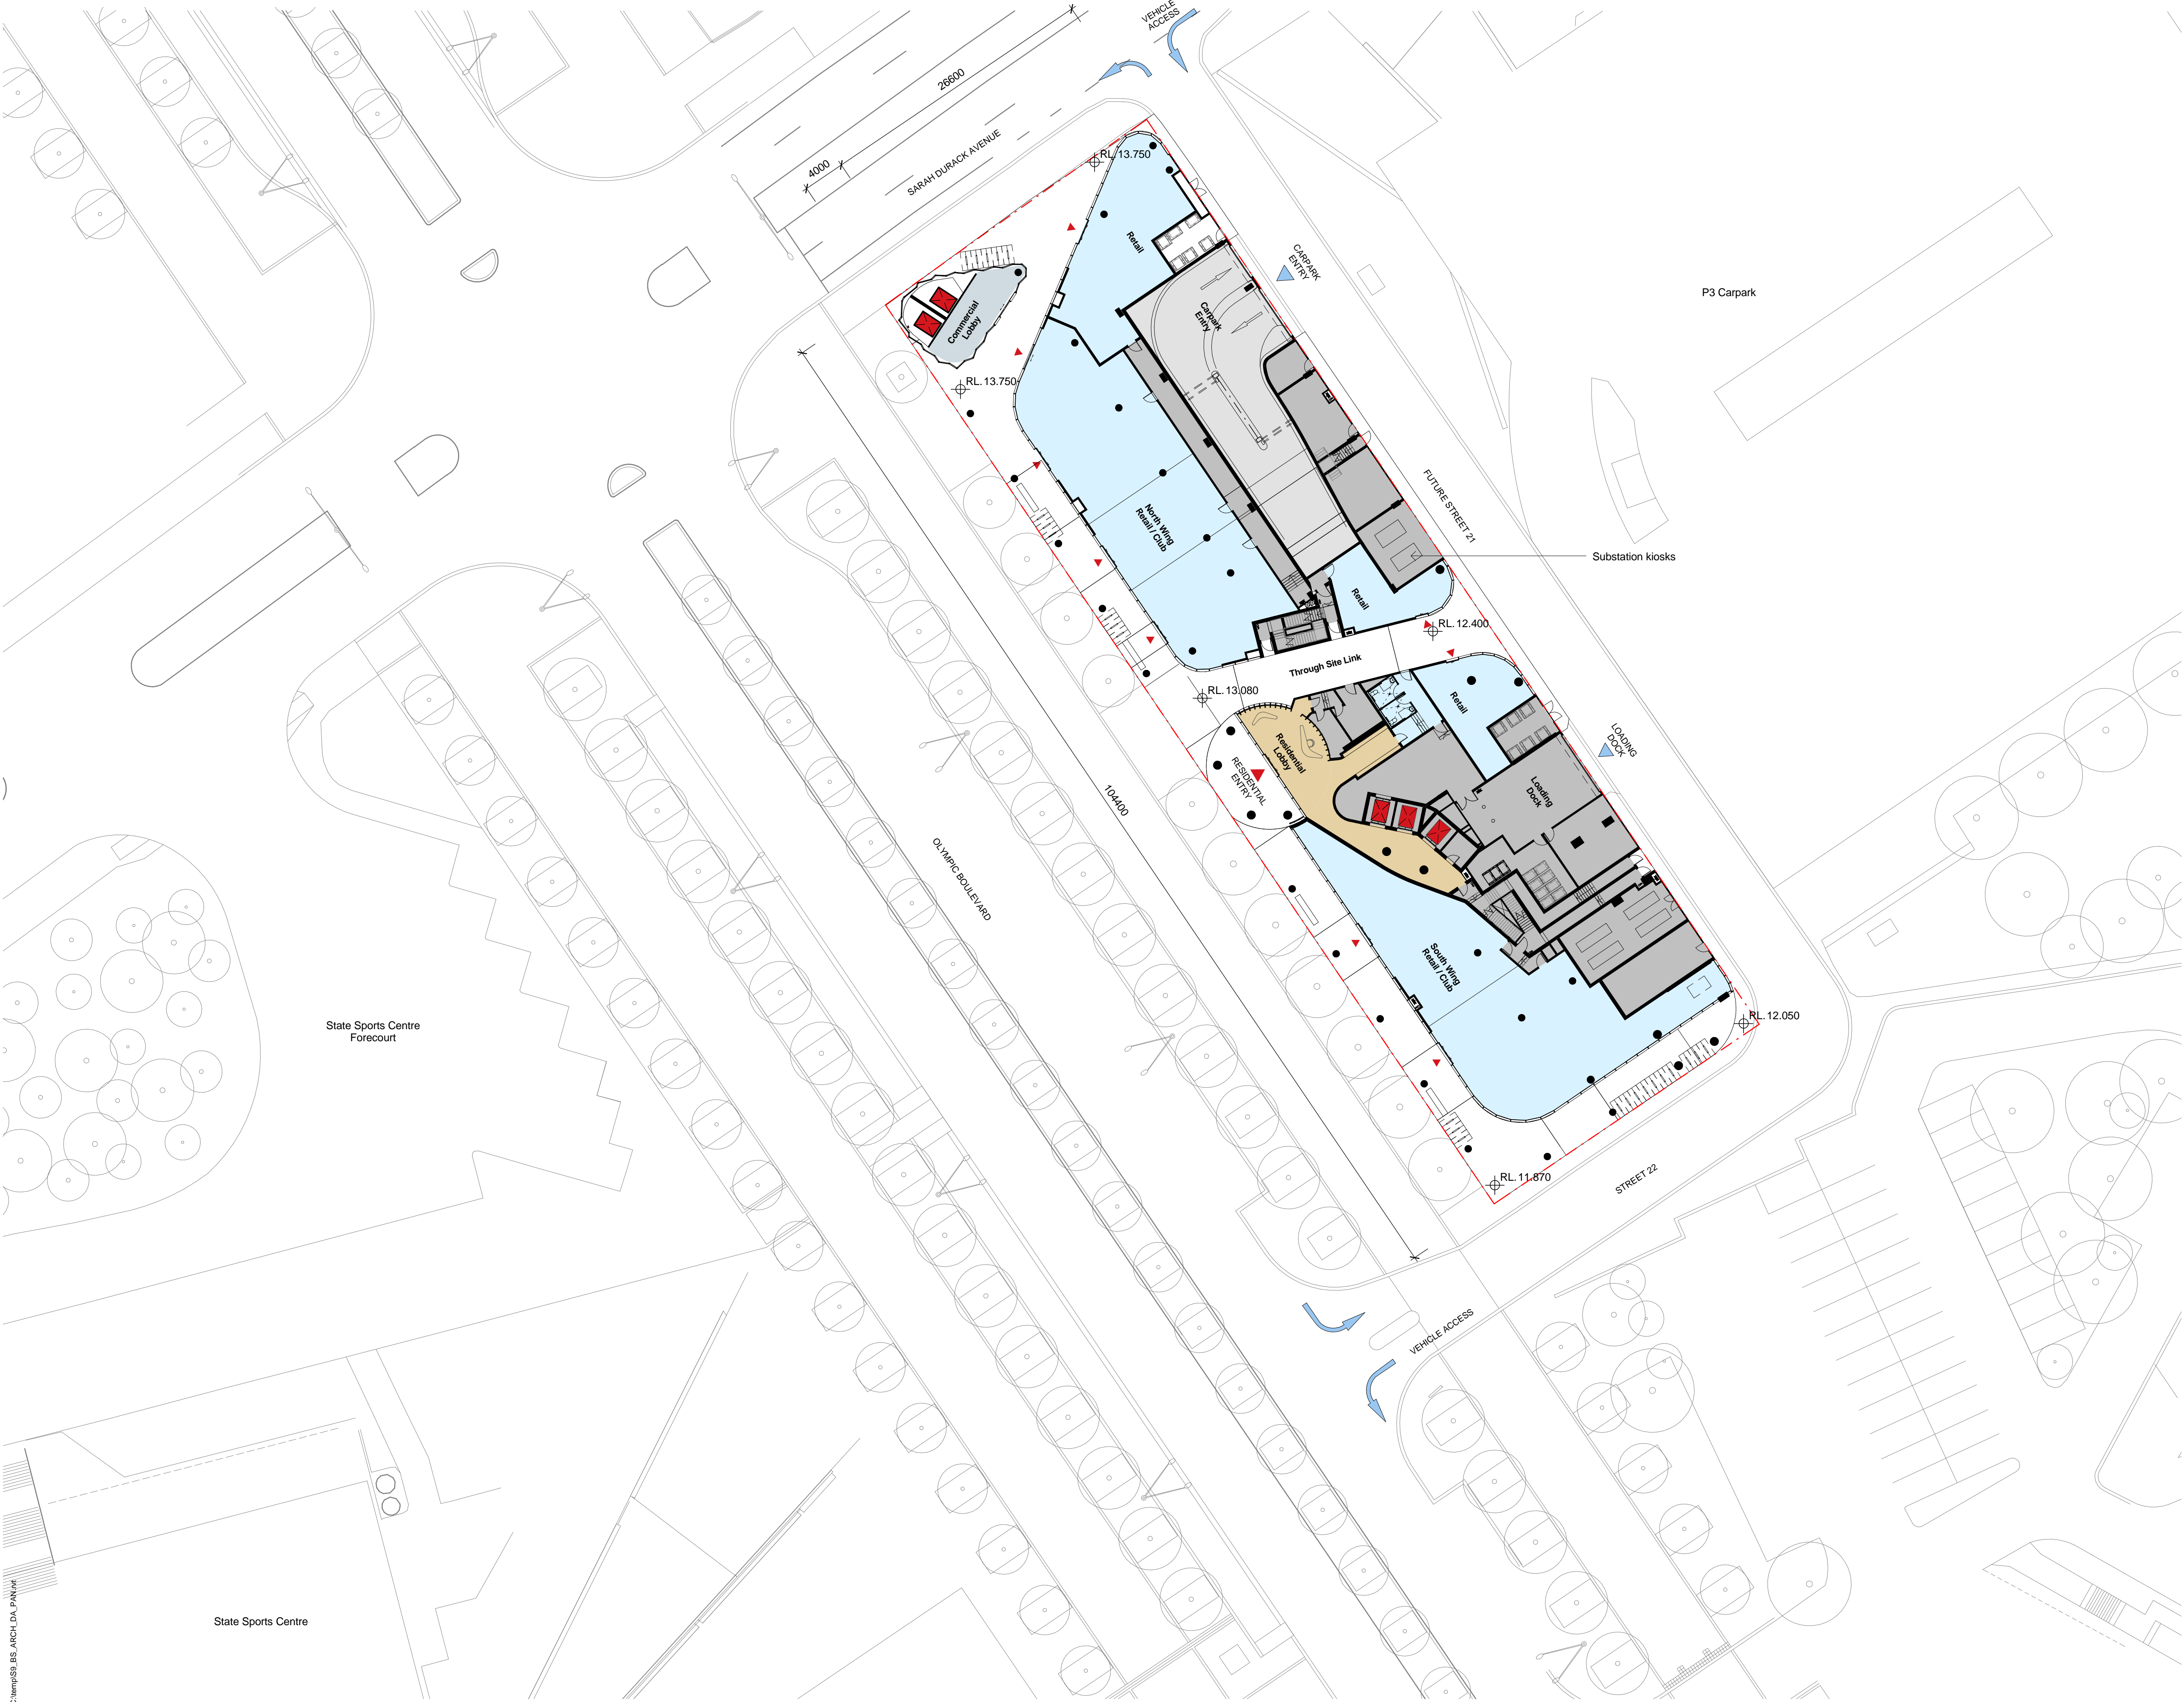 VEHICLE
ACCESS
26600
4000
SARAH DURACK AVENUE
RL. 13.750
Retail
CARPARK
ENTRY
P3 Carpark
Carpark
Entry
Commercial
Lobby
RL. 13.750
FUTURE STREET 21
North Wing
Retail / Club
Substation kiosks
Retail
RL. 12.400
Through Site Link
RL. 13.080
Retail
LOADING
DOCK
Residential
Lobby
RESIDENTIAL
ENTRY
Loading
Dock
104400
OLYMPIC BOULEVARD
South Wing
Retail / Club
State Sports Centre
Forecourt
RL. 12.050
RL. 11.870
STREET 22
VEHICLE ACCESS
State Sports Centre
C:\temp\S9_BS_ARCH_DA_PAN.rvt